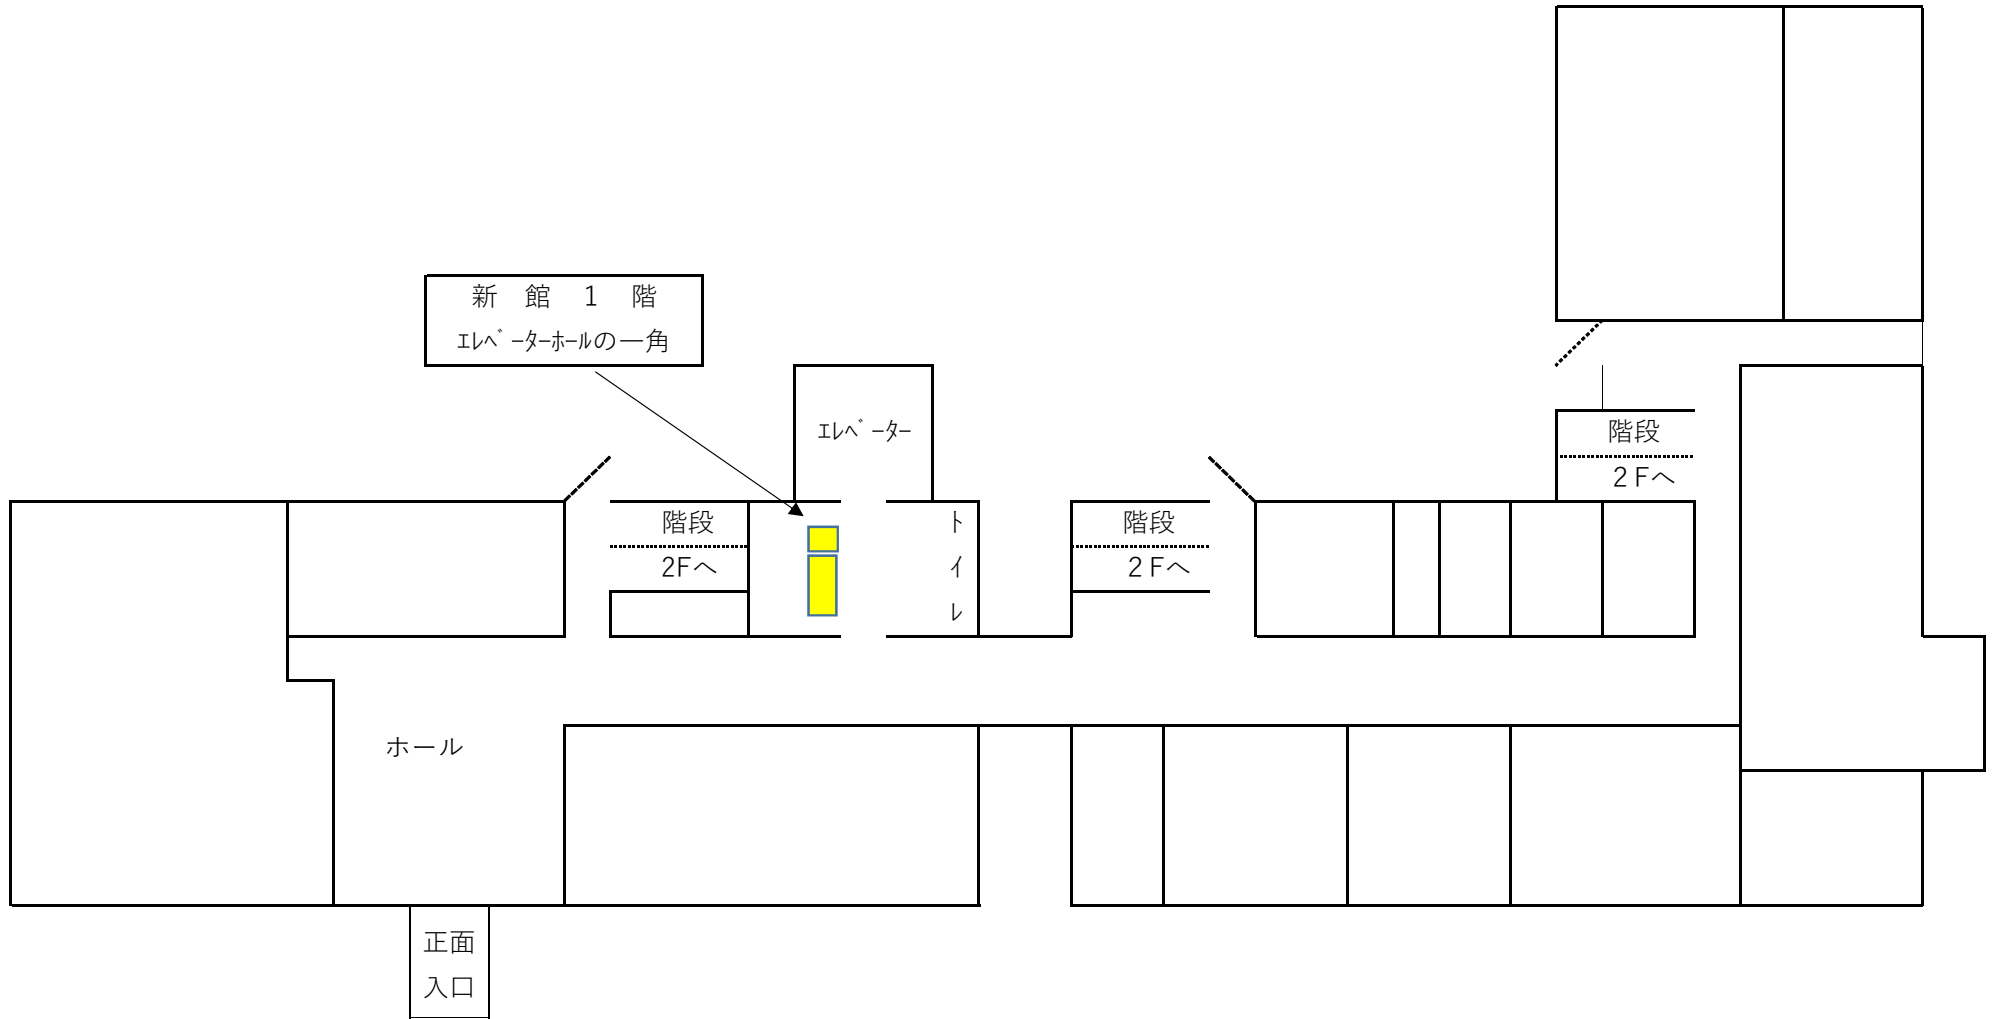 新 館 1 階
ｴﾚﾍﾞｰﾀｰﾎｰﾙの一角
ｴﾚﾍﾞｰﾀｰ
階段
２Fへ
階段
2Fへ
ト
イ
レ
階段
２Fへ
ホール
正面
入口